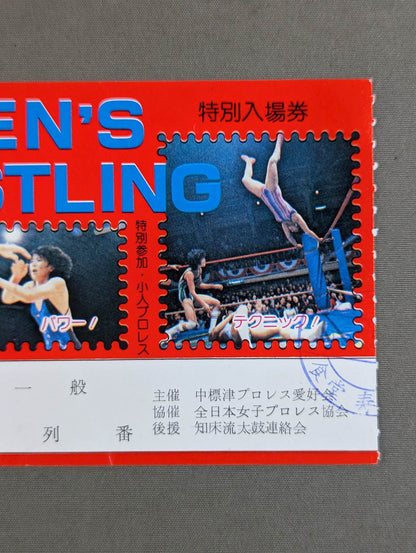 EN'S
特別入場券
STLING
特別参加・小人プロレス
パワー!
テクニック!
一般
列 番
主催 中標津プロレス愛好会
協催 全日本女子プロレス協会
後援 知床流太鼓連絡会